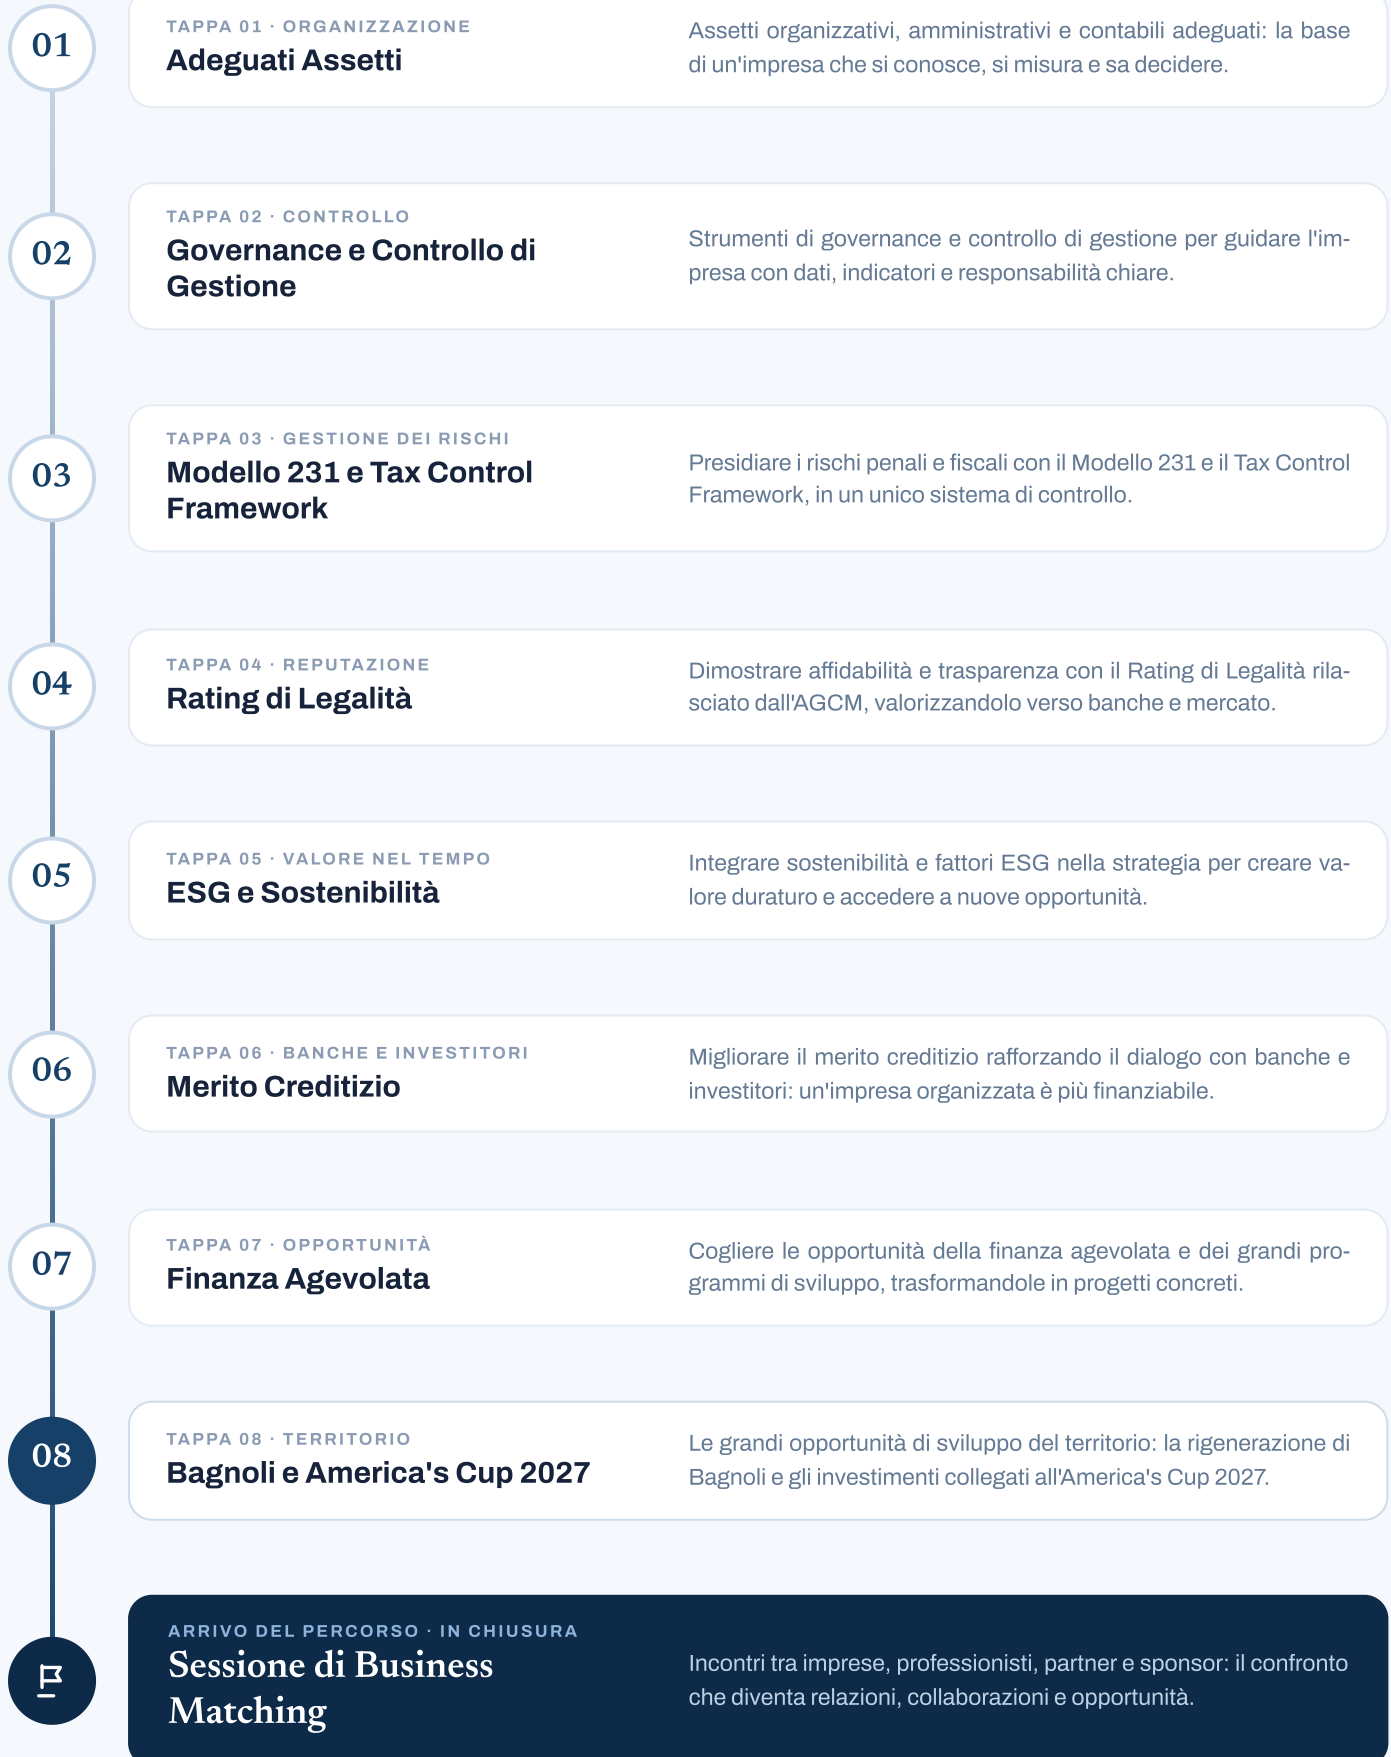 01
TAPPA 01 · ORGANIZZAZIONE
Adeguati Assetti
Assetti organizzativi, amministrativi e contabili adeguati: la base
di un'impresa che si conosce, si misura e sa decidere.
02
TAPPA 02 · CONTROLLO
Governance e Controllo di
Gestione
Strumenti di governance e controllo di gestione per guidare l'im-
presa con dati, indicatori e responsabilità chiare.
03
TAPPA 03 · GESTIONE DEI RISCHI
Modello 231 e Tax Control
Framework
Presidiare i rischi penali e fiscali con il Modello 231 e il Tax Control
Framework, in un unico sistema di controllo.
04
TAPPA 04 · REPUTAZIONE
Rating di Legalità
Dimostrare affidabilità e trasparenza con il Rating di Legalità rila-
sciato dall'AGCM, valorizzandolo verso banche e mercato.
05
TAPPA 05 · VALORE NEL TEMPO
ESG e Sostenibilità
Integrare sostenibilità e fattori ESG nella strategia per creare va-
lore duraturo e accedere a nuove opportunità.
06
TAPPA 06 · BANCHE E INVESTITORI
Merito Creditizio
Migliorare il merito creditizio rafforzando il dialogo con banche e
investitori: un'impresa organizzata è più finanziabile.
07
TAPPA 07 · OPPORTUNITÀ
Finanza Agevolata
Cogliere le opportunità della finanza agevolata e dei grandi pro-
grammi di sviluppo, trasformandole in progetti concreti.
08
TAPPA 08 · TERRITORIO
Bagnoli e America's Cup 2027
Le grandi opportunità di sviluppo del territorio: la rigenerazione di
Bagnoli e gli investimenti collegati all'America's Cup 2027.
ARRIVO DEL PERCORSO · IN CHIUSURA
Sessione di Business
Matching
Incontri tra imprese, professionisti, partner e sponsor: il confronto
che diventa relazioni, collaborazioni e opportunità.